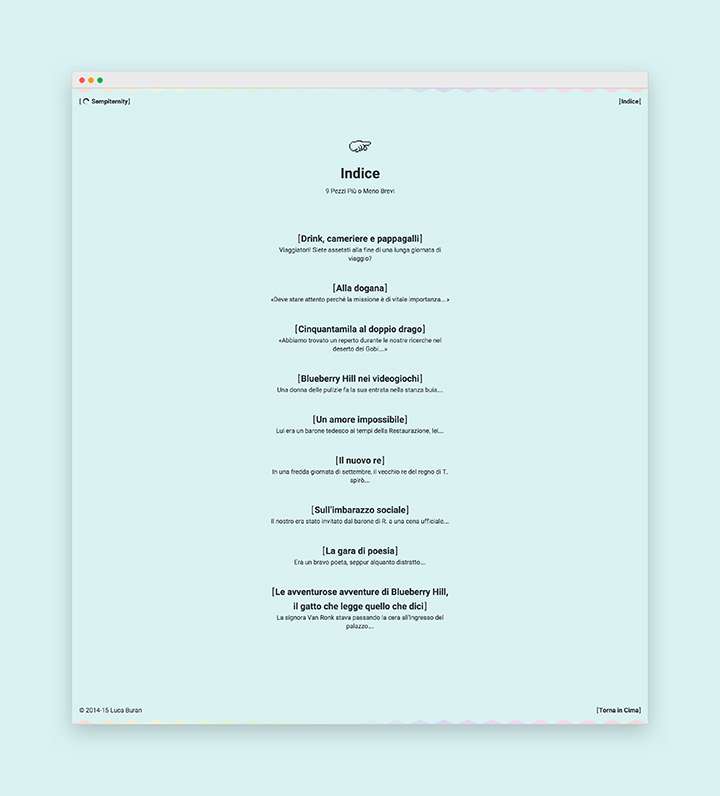 [ Sempiternity]
[Indice]
Indice
9 Pezzi Più o Meno Brevi
[Drink, cameriere e pappagalli]
Viaggiatori! Siete assetati alla fine di una lunga giornata di
viaggio?
[Alla dogana]
«Deve stare attento perché la missione è di vitale importanza...»
[Cinquantamila al doppio drago]
«Abbiamo trovato un reperto durante le nostre ricerche nel
deserto dei Gobi...»
[Blueberry Hill nei videogiochi]
Una donna delle pulizie fa la sua entrata nella stanza buia...
[Un amore impossibile]
Lui era un barone tedesco ai tempi della Restaurazione, lei...
[Il nuovo re]
In una fredda giornata di settembre, il vecchio re del regno di T.
spirò...
[Sull'imbarazzo sociale]
Il nostro era stato invitato dal barone di R. a una cena ufficiale...
[La gara di poesia]
Era un bravo poeta, seppur alquanto distratto...
[Le avventurose avventure di Blueberry Hill,
il gatto che legge quello che dici]
La signora Van Ronk stava passando la cera all'ingresso del
palazzo...
© 2014-15 Luca Buran
[Torna in Cima]